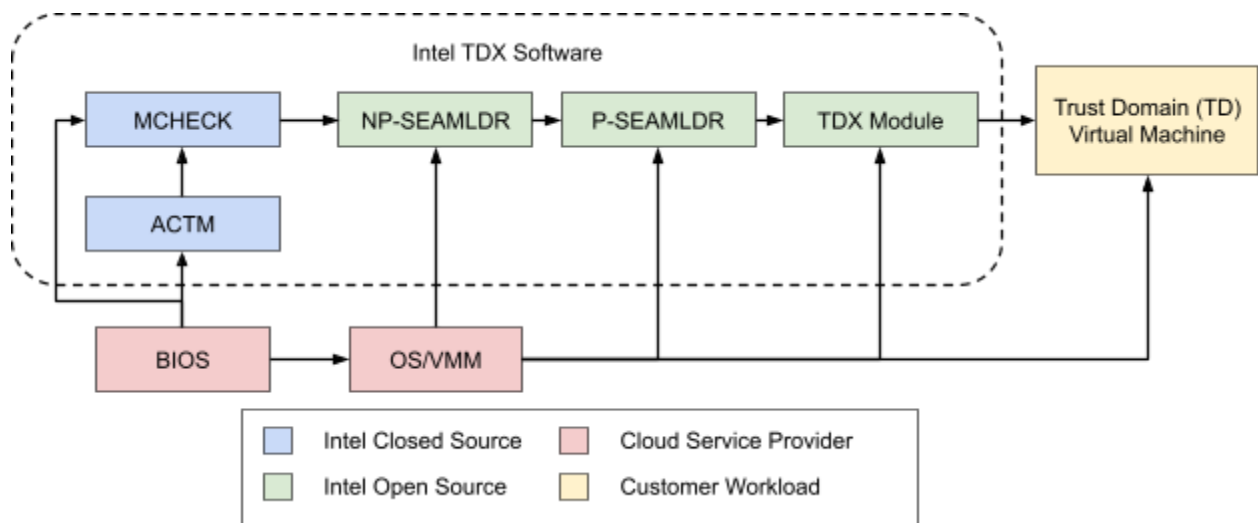 Intel TDX Software
MCHECK
NP-SEAMLDR
P-SEAMLDR
TDX Module
Trust Domain (TD)
Virtual Machine
ACTM
BIOS
OS/VMM
Intel Closed Source
Cloud Service Provider
Intel Open Source
Customer Workload